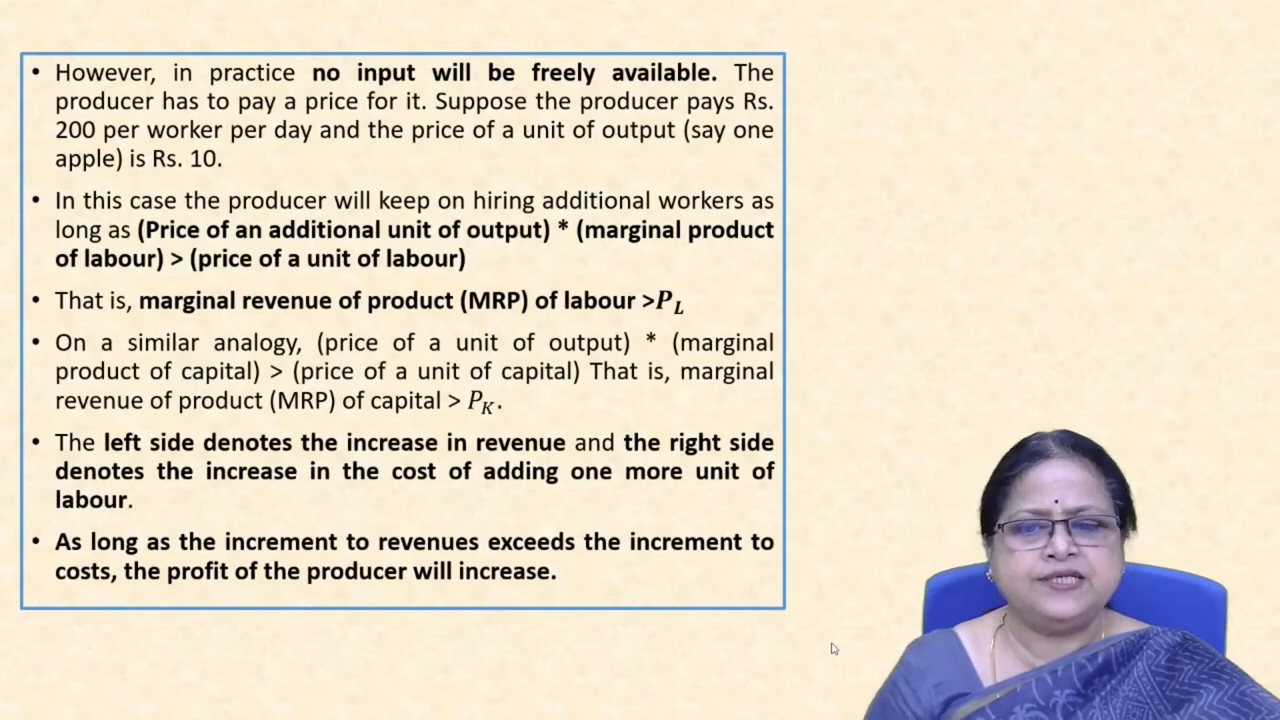 • However, in practice no input will be freely available. The
producer has to pay a price for it. Suppose the producer pays Rs.
200 per worker per day and the price of a unit of output (say one
apple) is Rs. 10.
• In this case the producer will keep on hiring additional workers as
long as (Price of an additional unit of output) * (marginal product
of labour) > (price of a unit of labour)
• That is, marginal revenue of product (MRP) of labour >P_L
• On a similar analogy, (price of a unit of output) * (marginal
product of capital) > (price of a unit of capital) That is, marginal
revenue of product (MRP) of capital > P_K.
• The left side denotes the increase in revenue and the right side
denotes the increase in the cost of adding one more unit of
labour.
• As long as the increment to revenues exceeds the increment to
costs, the profit of the producer will increase.